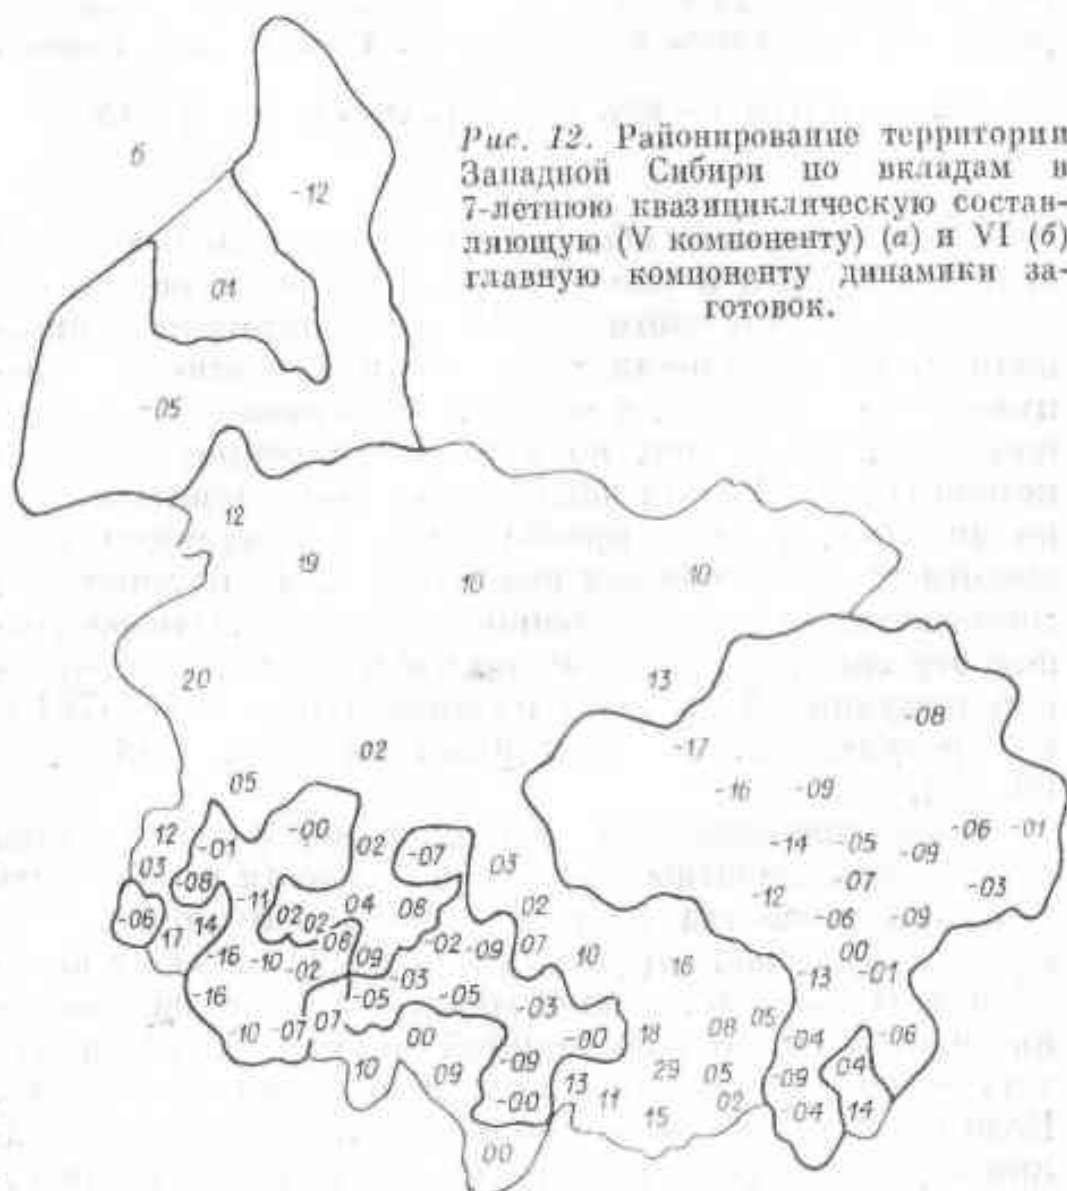 б
-12
Рис. 12. Районирование территории
Западной Сибири по вкладам в
7-летнюю квазициклическую состав-
ляющую (V компоненту) (а) и VI (б)
главную компоненту динамики за-
готовок.
01
-05
12
19
10
10
20
13
-08
02
-17
05
-16 -09
12 -01 -00 02 -07 03 -14 -05 -09 -06 -01
03 -08 -11 02 02 04 08 02 -12 -07 -03
-06 17 14 08 -02 -09 07 -06 -09
-16 -10 -02 09 -03 10 16 00
-13 -01
-16 -05 -05 -03
-10 -07 07 00 -00 18 08 05 -04 -06
10 09 -09 29 05 -09 04
-00 13 11 02 04 14
15
00